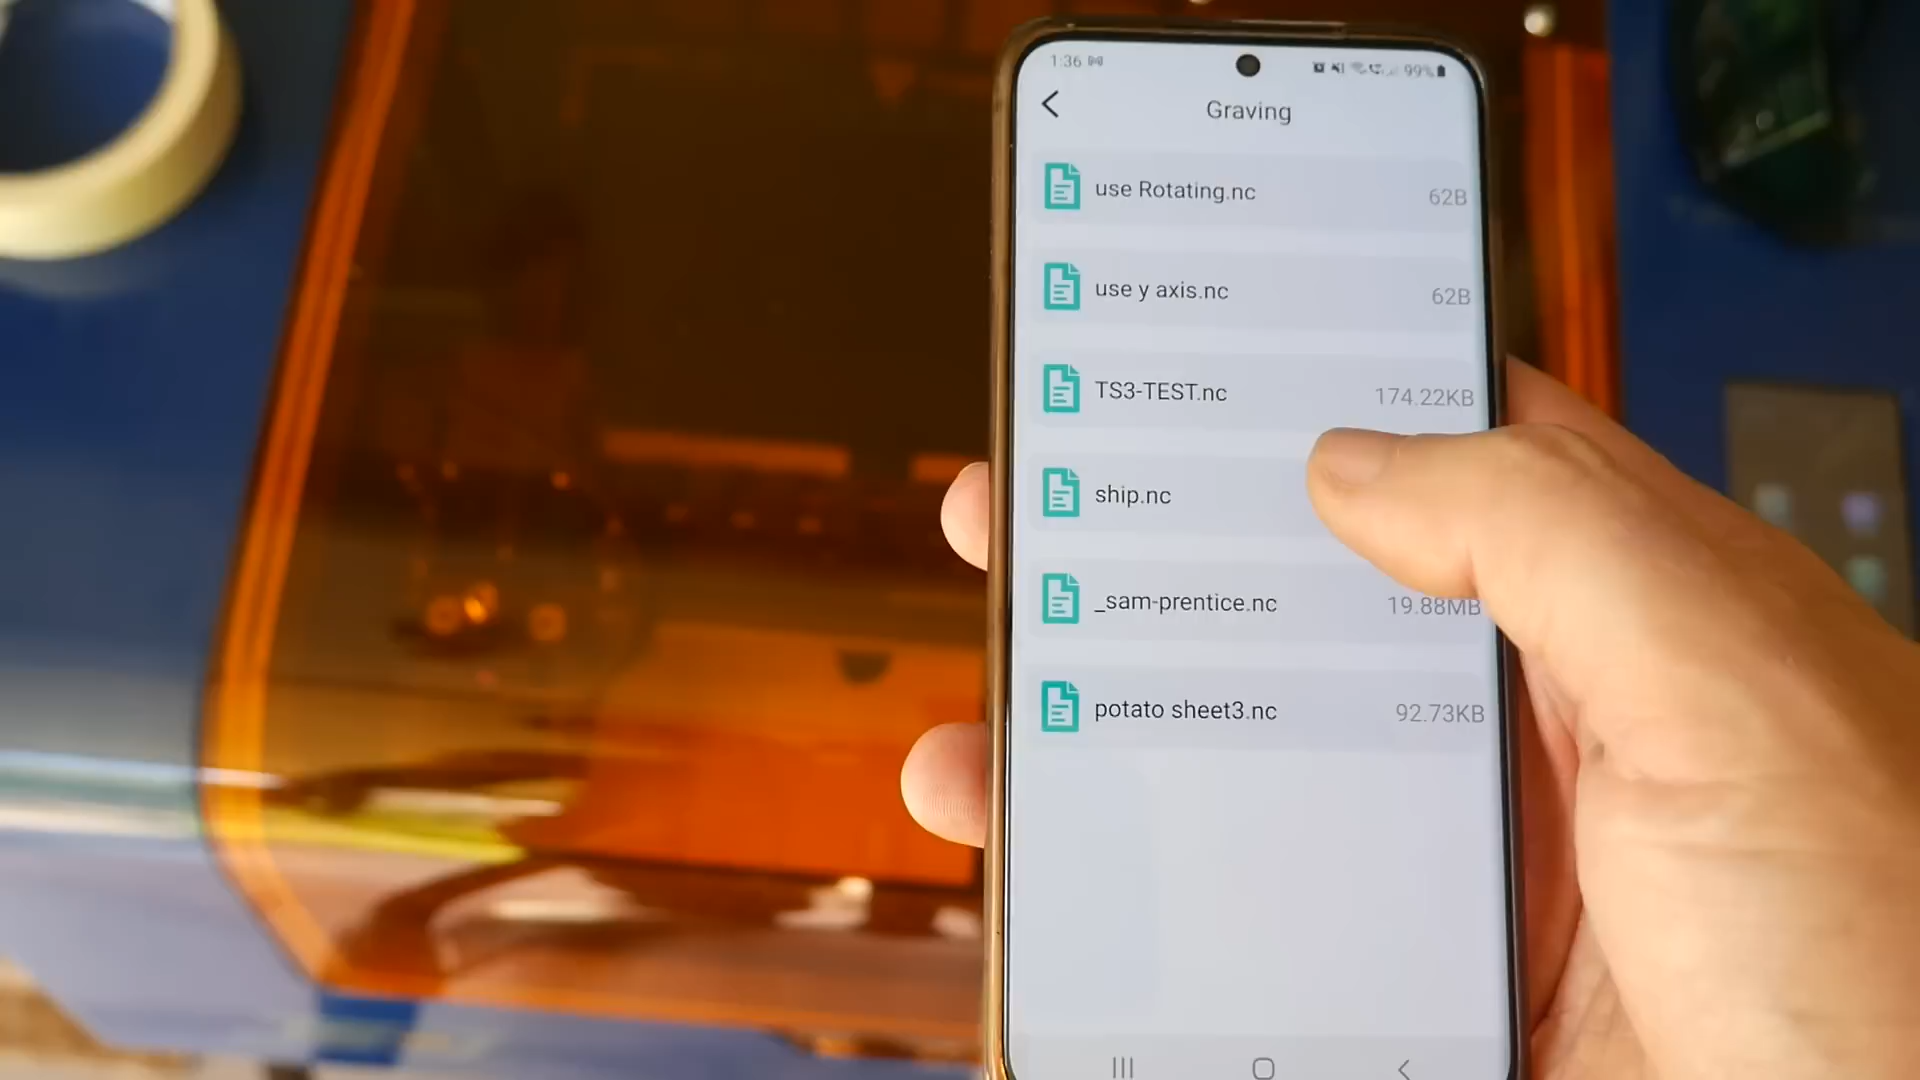 1:36
99%
Graving
use Rotating.nc 62B
use y axis.nc 62B
TS3-TEST.nc 174.22KB
ship.nc
_sam-prentice.nc 19.88MB
potato sheet3.nc 92.73KB